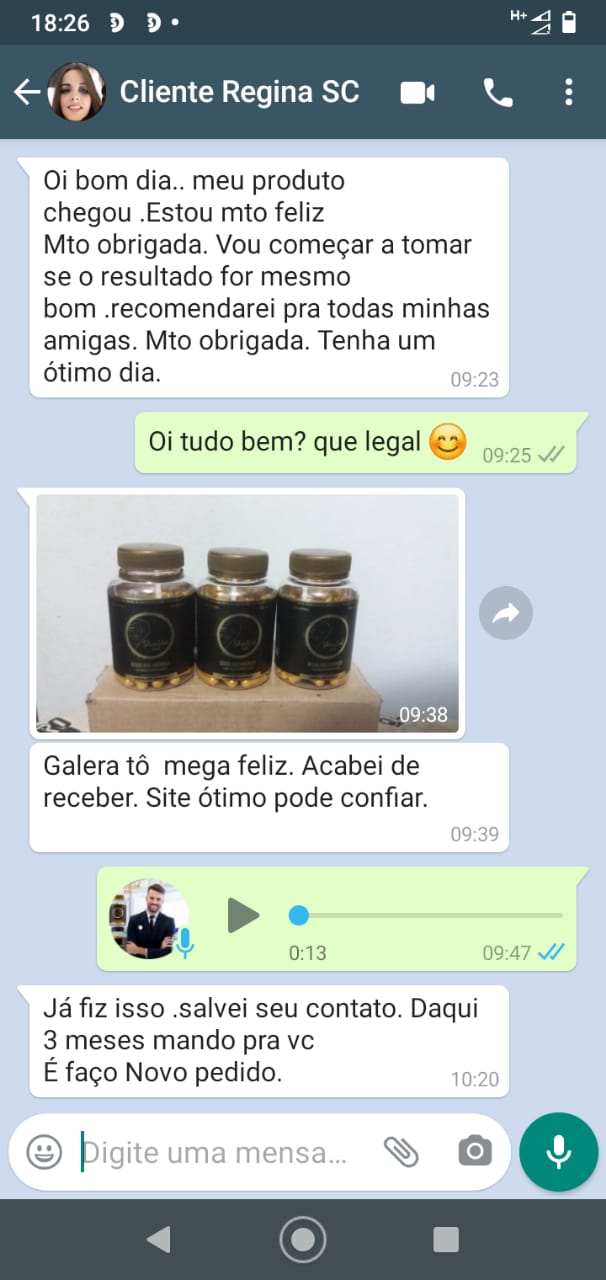 18:26
H+
Cliente Regina SC
Oi bom dia.. meu produto
chegou .Estou mto feliz
Mto obrigada. Vou começar a tomar
se o resultado for mesmo
bom .recomendarei pra todas minhas
amigas. Mto obrigada. Tenha um
ótimo dia.
09:23
Oi tudo bem? que legal 😊
09:25
09:38
Galera tô mega feliz. Acabei de
receber. Site ótimo pode confiar.
09:39
0:13
09:47
Já fiz isso .salvei seu contato. Daqui
3 meses mando pra vc
É faço Novo pedido.
10:20
Digite uma mensa...